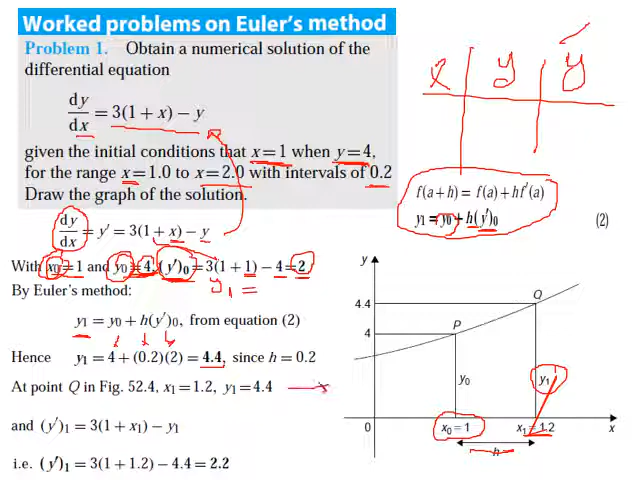 Worked problems on Euler's method
Problem 1. Obtain a numerical solution of the
differential equation
dy/dx = 3(1 + x) − y
given the initial conditions that x = 1 when y = 4,
for the range x = 1.0 to x = 2.0 with intervals of 0.2
Draw the graph of the solution.
dy/dx = y′ = 3(1 + x) − y
With x0 = 1 and y0 = 4, (y′)0 = 3(1 + 1) − 4 = 2
y1 =
By Euler's method:
y1 = y0 + h(y′)0, from equation (2)
Hence y1 = 4 + (0.2)(2) = 4.4, since h = 0.2
At point Q in Fig. 52.4, x1 = 1.2, y1 = 4.4
and (y′)1 = 3(1 + x1) − y1
i.e. (y′)1 = 3(1 + 1.2) − 4.4 = 2.2
x y y′
f(a+h) = f(a) + hf′(a)
y1 = y0 + h(y′)0 (2)
y
4.4 Q
4 P
y0 y1
0 x0 = 1 x1 = 1.2 x
h